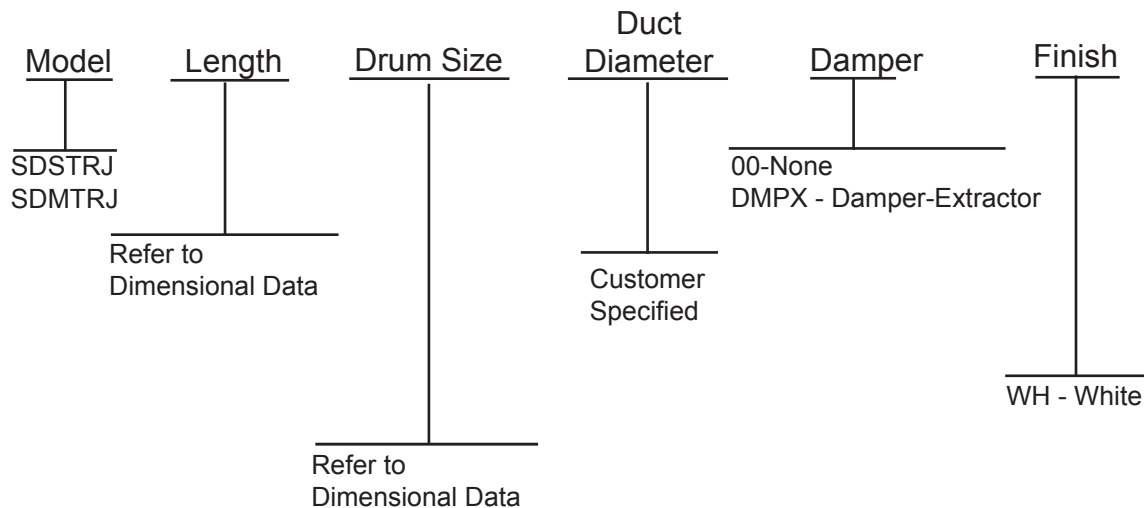 Model
Length
Drum Size
Duct
Diameter
Damper
Finish
SDSTRJ
SDMTRJ
Refer to
Dimensional Data
Refer to
Dimensional Data
Customer
Specified
00-None
DMPX - Damper-Extractor
WH - White